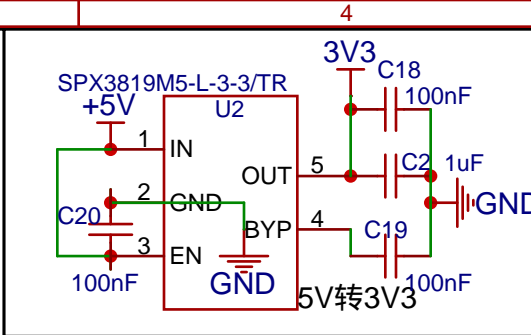 4
SPX3819M5-L-3-3/TR
U2
+5V
3V3
C18
100nF
1
IN
2
GND
3
EN
OUT
5
BYP
4
C2
1uF
C20
100nF
GND
C19
100nF
GND
5V转3V3